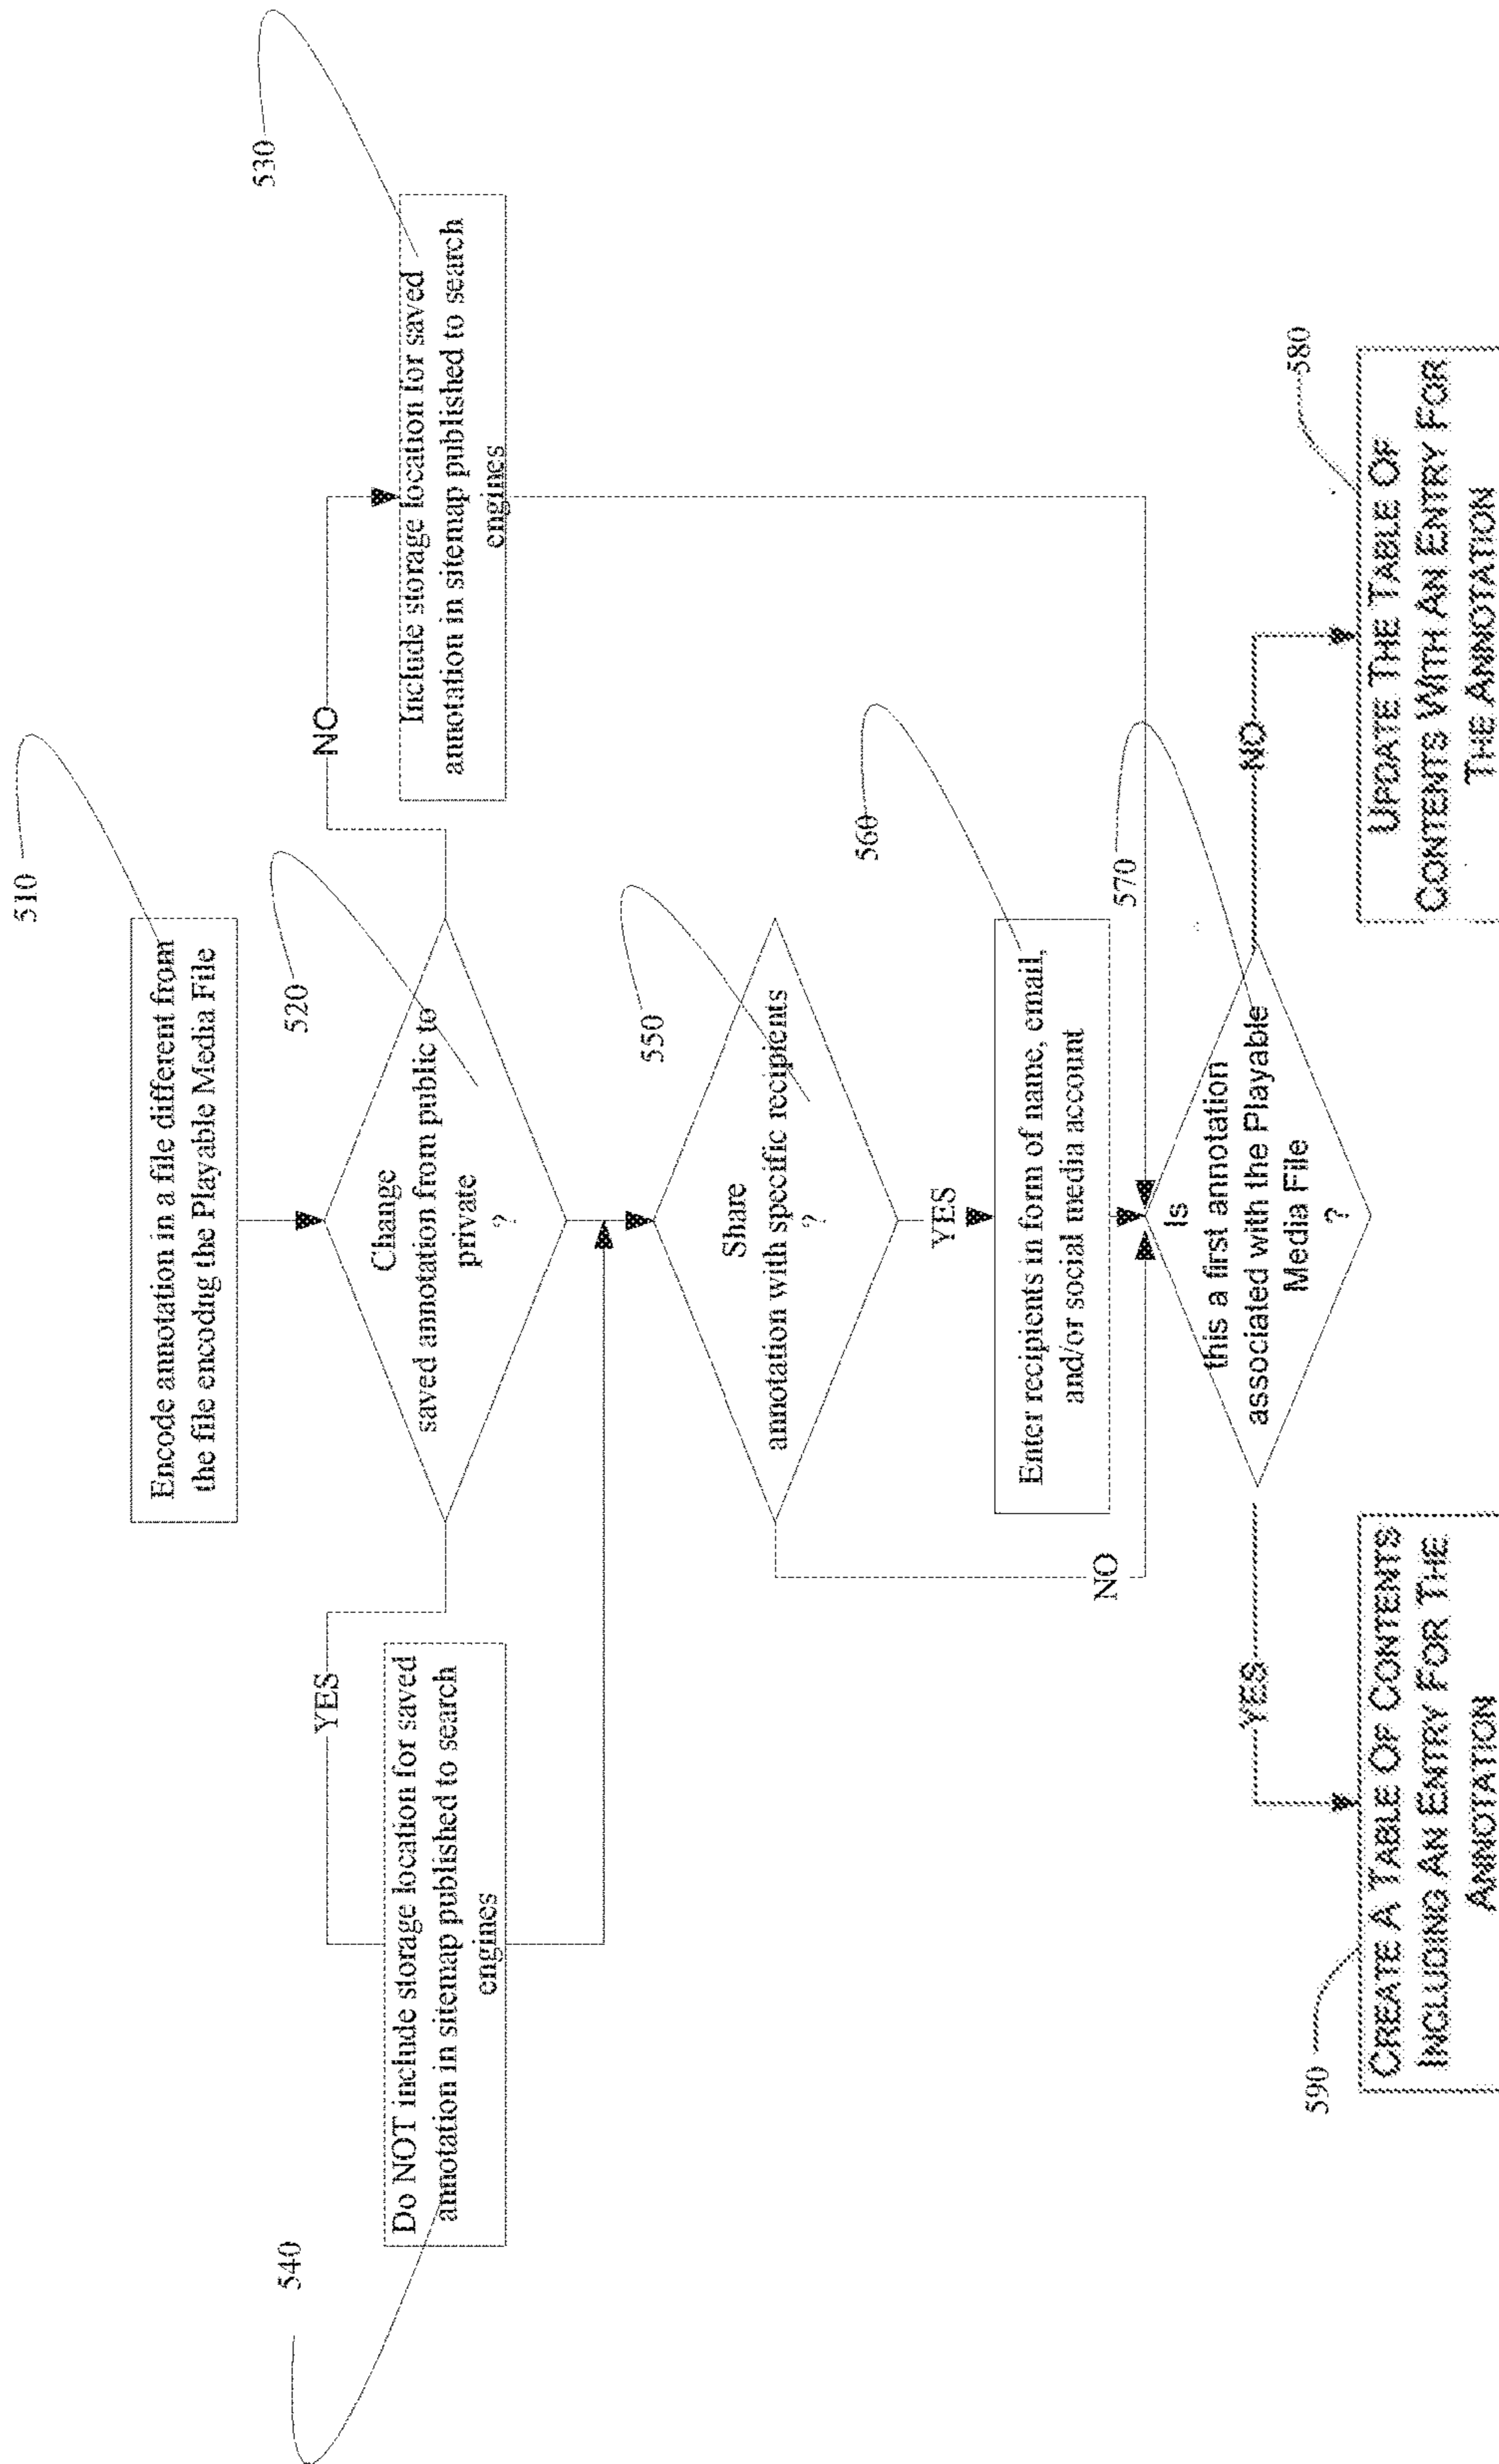 510
Encode annotation in a file different from
the file encodng the Playable Media File
520
Change
saved annotation from public to
private
?
YES
NO
530
Include storage location for saved
annotation in sitemap published to search
engines
540
Do NOT include storage location for saved
annotation in sitemap published to search
engines
550
Share
annotation with specific recipients
?
YES
NO
560
Enter recipients in form of name, email,
and/or social media account
570
Is
this a first annotation
associated with the Playable
Media File
?
YES
NO
580
UPDATE THE TABLE OF
CONTENTS WITH AN ENTRY FOR
THE ANNOTATION
590
CREATE A TABLE OF CONTENTS
INCLUDING AN ENTRY FOR THE
ANNOTATION